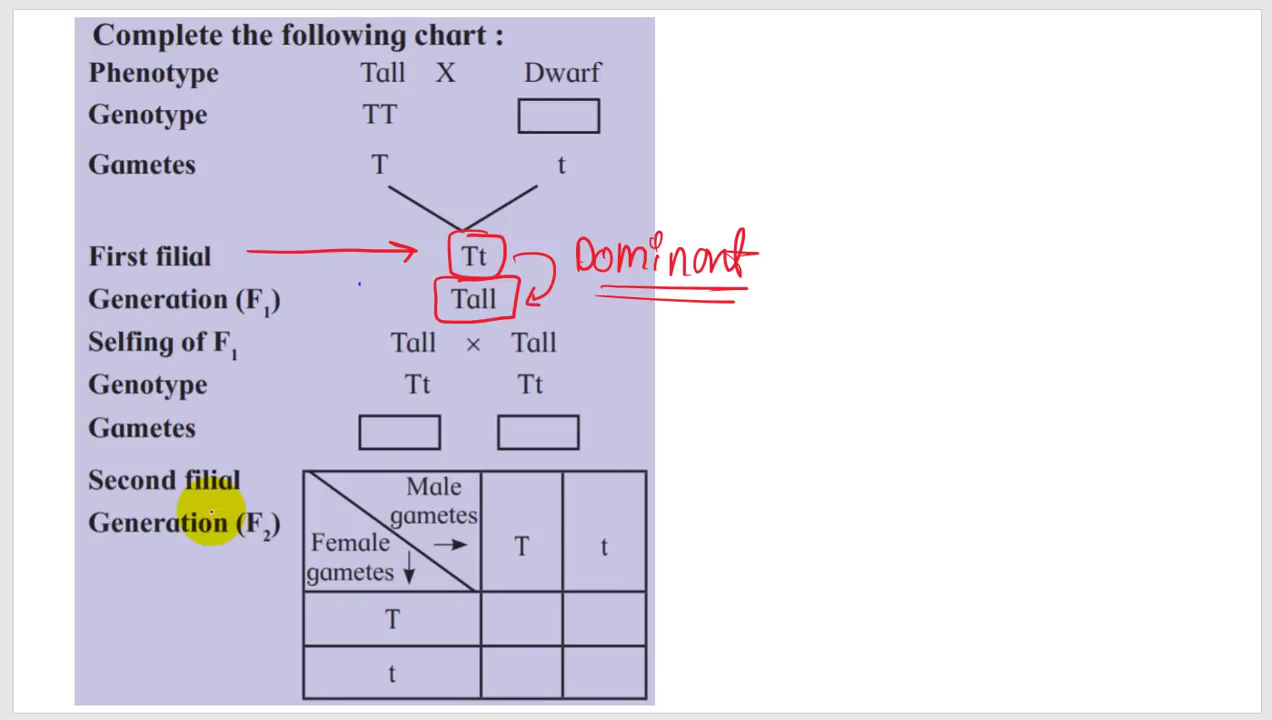 Complete the following chart :
Phenotype Tall X Dwarf
Genotype TT
Gametes T t
First filial Tt Dominant
Generation (F₁) Tall
Selfing of F₁ Tall × Tall
Genotype Tt Tt
Gametes
Second filial
Generation (F₂)
Male
gametes
Female
gametes
T t
T
t